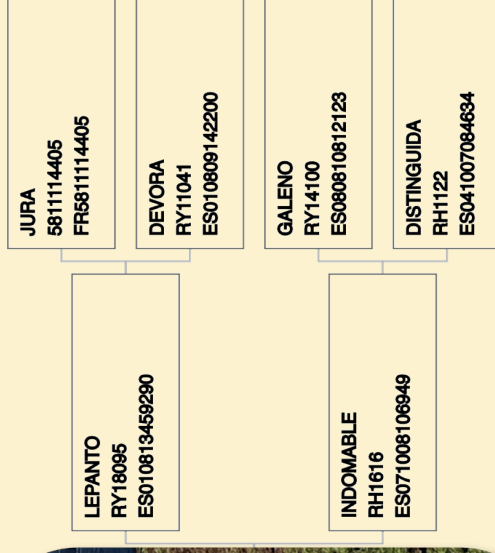 JURA
5811114405
FR5811114405
DEVORA
RY11041
ES010809142200
GALENO
RY14100
ES080810812123
DISTINGUIDA
RH1122
ES041007084634
LEPANTO
RY18095
ES010813459290
INDOMABLE
RH1616
ES071008106949